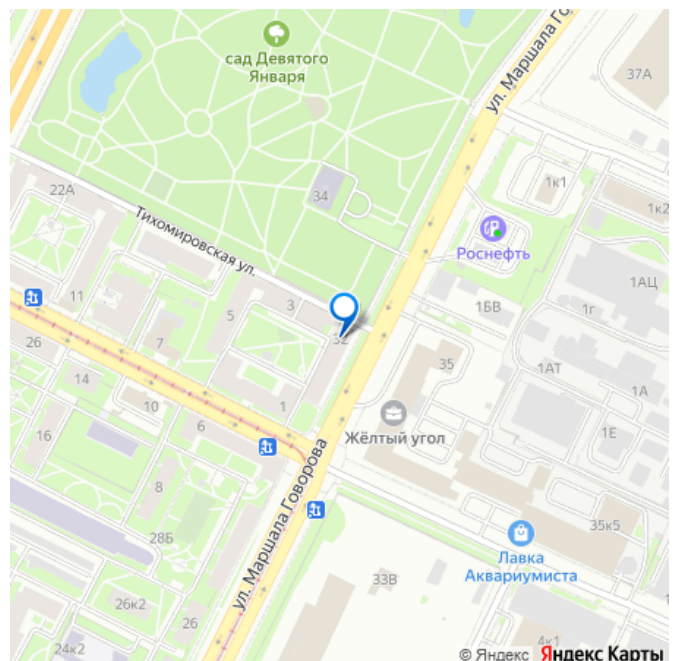 сад Девятого
Января
ул. Маршала Го
37А
22А
34
1к1
1к2
Тихомировская ул.
Роснефть
1АЦ
11
3
5
32
1БВ
1г
26
7
35
1АТ
14
10
1
1А
6
Жёлтый угол
1Е
16
8
ул. Маршала Говорова
28Б
35к5
Лавка
Аквариумиста
33В
26к2
26
24к2
4к1
© Яндекс Яндекс Карты